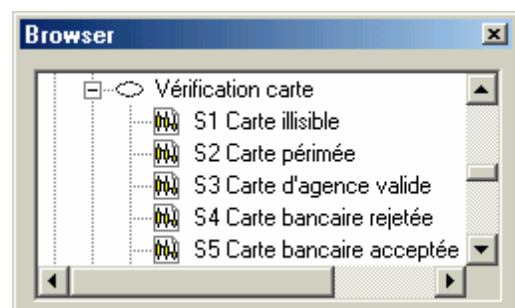 Browser
Vérification carte
S1 Carte illisible
S2 Carte périmée
S3 Carte d'agence valide
S4 Carte bancaire rejetée
S5 Carte bancaire acceptée